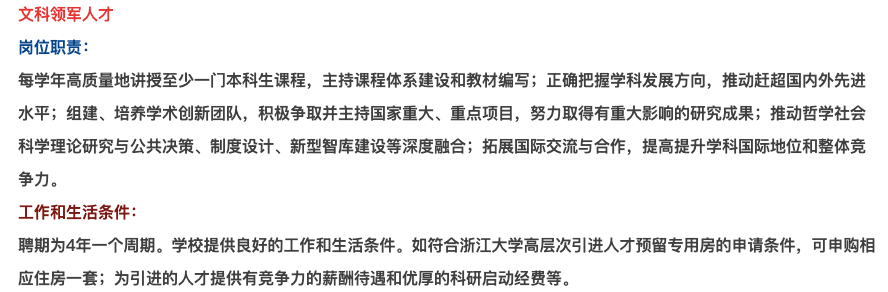 文科领军人才
岗位职责：
每学年高质量地讲授至少一门本科生课程，主持课程体系建设和教材编写；正确把握学科发展方向，推动赶超国内外先进
水平；组建、培养学术创新团队，积极争取并主持国家重大、重点项目，努力取得有重大影响的研究成果；推动哲学社会
科学理论研究与公共决策、制度设计、新型智库建设等深度融合；拓展国际交流与合作，提高提升学科国际地位和整体竞
争力。
工作和生活条件：
聘期为4年一个周期。学校提供良好的工作和生活条件。如符合浙江大学高层次引进人才预留专用房的申请条件，可申购相
应住房一套；为引进的人才提供有竞争力的薪酬待遇和优厚的科研启动经费等。